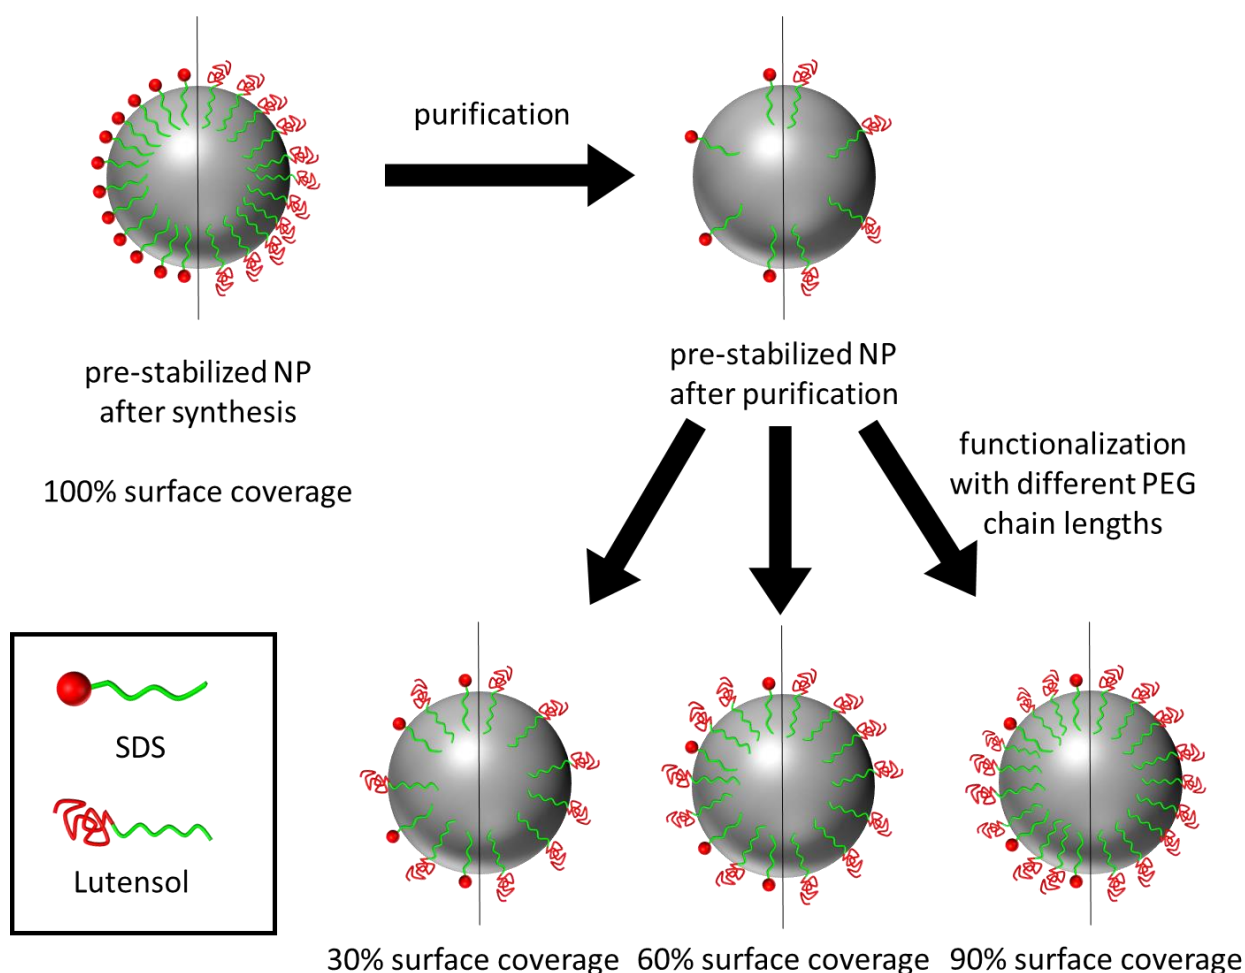 purification
pre-stabilized NP
after synthesis
100% surface coverage
pre-stabilized NP
after purification
functionalization
with different PEG
chain lengths
SDS
Lutensol
30% surface coverage
60% surface coverage
90% surface coverage